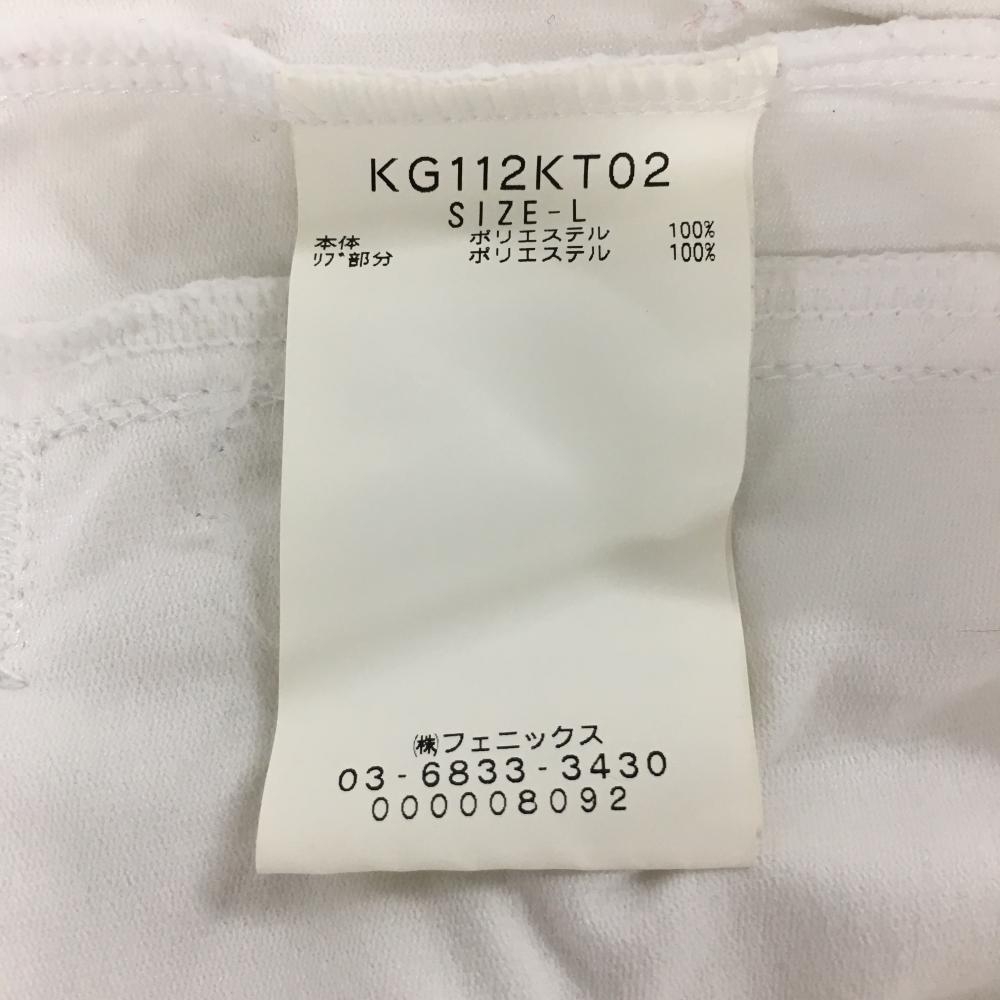 KG112KT02
SIZE-L
本体 ポリエステル 100%
ﾘﾌﾞ部分 ポリエステル 100%
㈱フェニックス
03-6833-3430
000008092